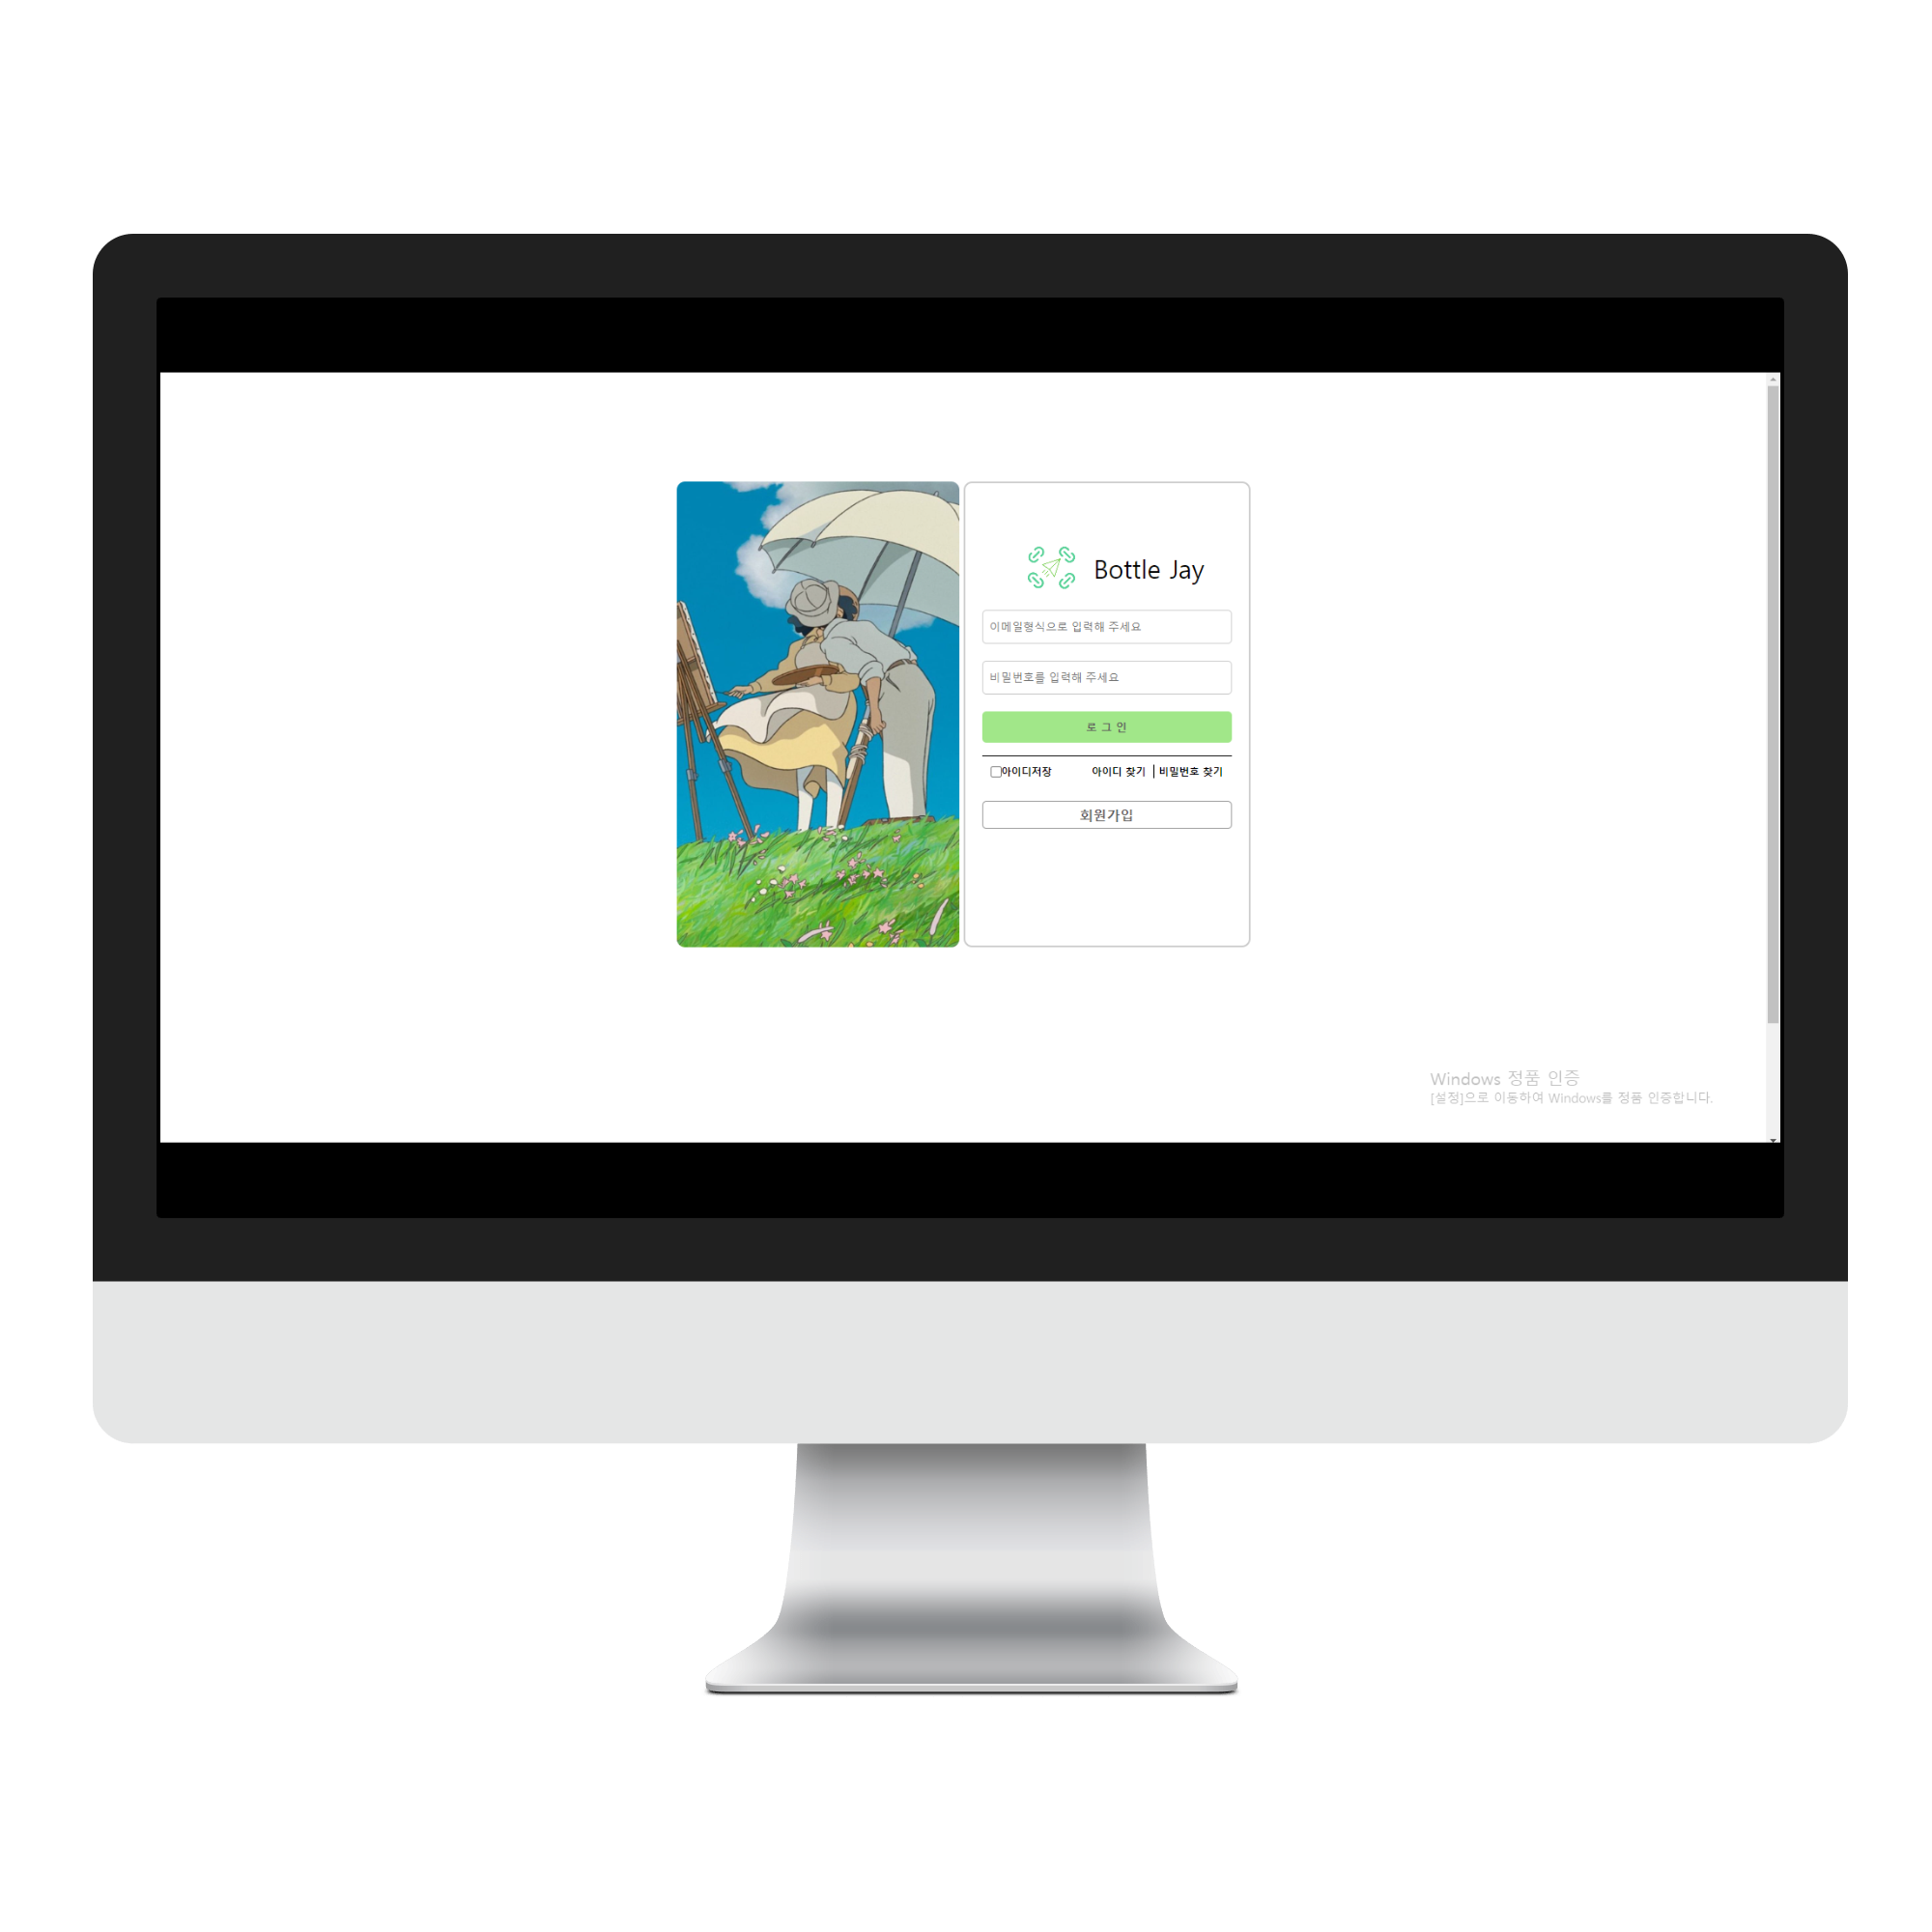 Bottle Jay
이메일형식으로 입력해 주세요
비밀번호를 입력해 주세요
로 그 인
아이디저장 아이디 찾기 비밀번호 찾기
회원가입
Windows 정품 인증
[설정]으로 이동하여 Windows를 정품 인증합니다.